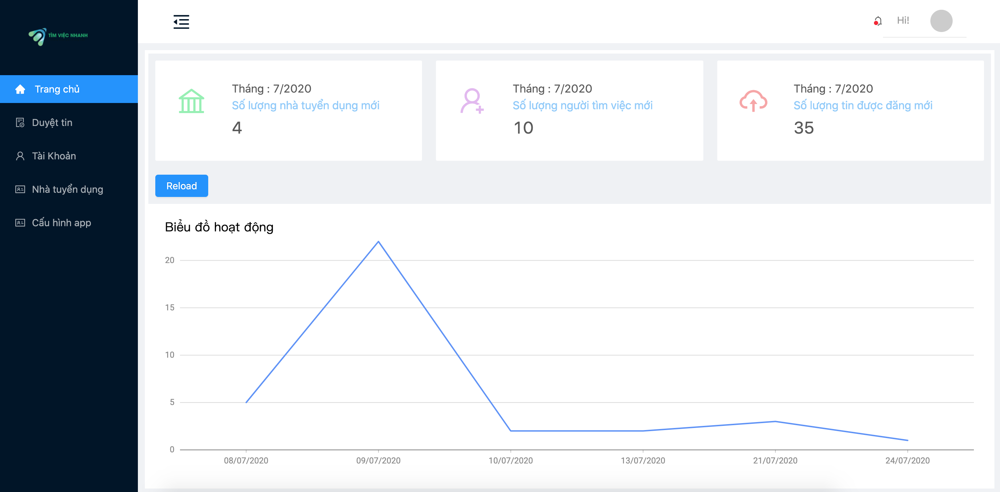 TÌM VIỆC NHANH
Hi!
Trang chủ
Duyệt tin
Tài Khoản
Nhà tuyển dụng
Cấu hình app
Tháng : 7/2020
Số lượng nhà tuyển dụng mới
4
Tháng : 7/2020
Số lượng người tìm việc mới
10
Tháng : 7/2020
Số lượng tin được đăng mới
35
Reload
Biểu đồ hoạt động
20
15
10
5
0
08/07/2020
09/07/2020
10/07/2020
13/07/2020
21/07/2020
24/07/2020